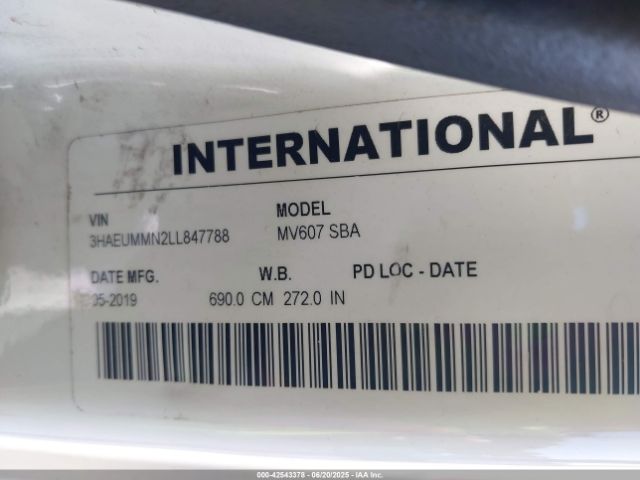 INTERNATIONAL®
VIN MODEL
3HAEUMMN2LL847788 MV607 SBA
DATE MFG. W.B. PD LOC - DATE
05-2019 690.0 CM 272.0 IN
000-42543378 - 06/20/2025 - IAA Inc.